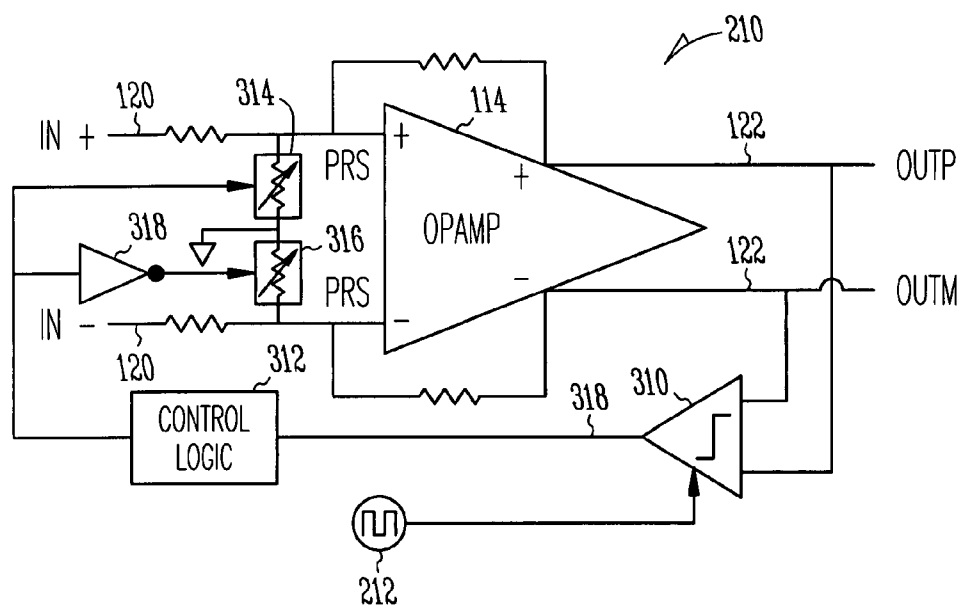 210
120
314
114
122
IN +
+
PRS
+
OUTP
318
OPAMP
316
122
IN -
PRS
-
-
OUTM
120
312
310
CONTROL
LOGIC
318
212